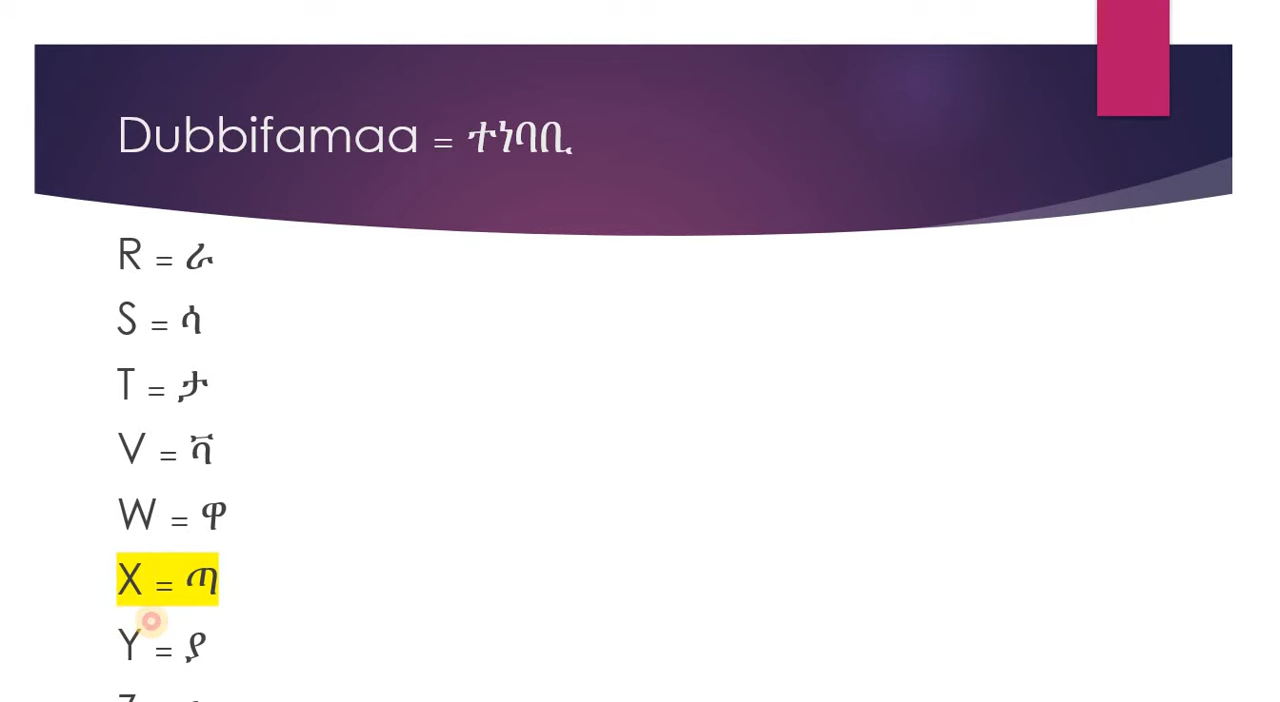 Dubbifamaa = ተነባቢ
R = ራ
S = ሳ
T = ታ
V = ቫ
W = ዋ
X = ጣ
Y = ያ